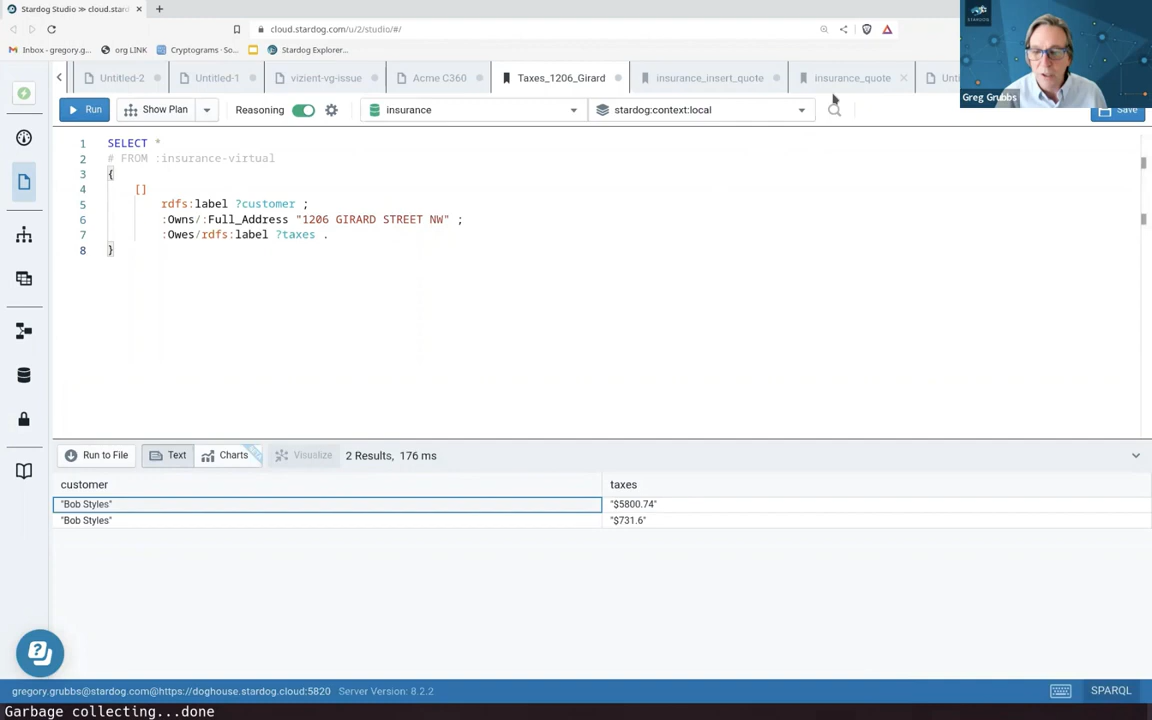 Stardog Studio ≫ cloud.stard
cloud.stardog.com/u/2/studio/#/
Inbox - gregory.g... org LINK Cryptograms - So... Stardog Explorer...
Untitled-2 Untitled-1 vizient-vg-issue Acme C360 Taxes_1206_Girard insurance_insert_quote insurance_quote Unt
STARDOG
Greg Grubbs
Run Show Plan Reasoning insurance stardog:context:local Save
1 SELECT *
2 # FROM :insurance-virtual
3 {
4 []
5 rdfs:label ?customer ;
6 :Owns/:Full_Address "1206 GIRARD STREET NW" ;
7 :Owes/rdfs:label ?taxes .
8 }
Run to File Text Charts Visualize 2 Results, 176 ms
customer taxes
"Bob Styles" "$5800.74"
"Bob Styles" "$731.6"
gregory.grubbs@stardog.com@https://doghouse.stardog.cloud:5820 Server Version: 8.2.2 SPARQL
Garbage collecting...done